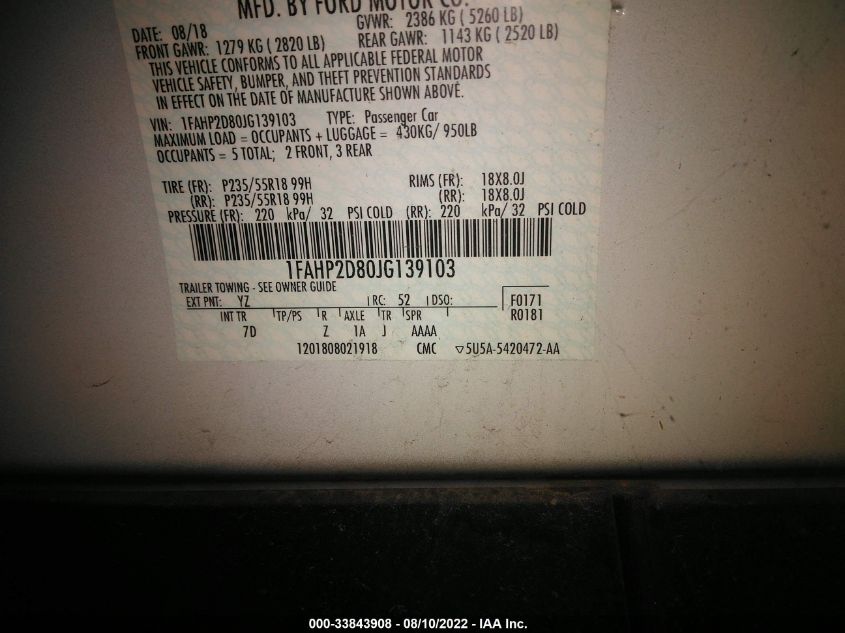 MFD. BY FORD MOTOR CO.
DATE: 08/18 GVWR: 2386 KG ( 5260 LB)
FRONT GAWR: 1279 KG ( 2820 LB) REAR GAWR: 1143 KG ( 2520 LB)
THIS VEHICLE CONFORMS TO ALL APPLICABLE FEDERAL MOTOR
VEHICLE SAFETY, BUMPER, AND THEFT PREVENTION STANDARDS
IN EFFECT ON THE DATE OF MANUFACTURE SHOWN ABOVE.
VIN: 1FAHP2D80JG139103 TYPE: Passenger Car
MAXIMUM LOAD = OCCUPANTS + LUGGAGE = 430KG/ 950LB
OCCUPANTS = 5 TOTAL; 2 FRONT, 3 REAR
TIRE (FR): P235/55R18 99H RIMS (FR): 18X8.0J
(RR): P235/55R18 99H (RR): 18X8.0J
PRESSURE (FR): 220 kPa/ 32 PSI COLD (RR): 220 kPa/ 32 PSI COLD
1FAHP2D80JG139103
TRAILER TOWING - SEE OWNER GUIDE
EXT PNT: YZ RC: 52 DSO: F0171
INT TR TP/PS R AXLE TR SPR R0181
7D Z 1A J AAAA
1201808021918 CMC ▽5U5A-5420472-AA
000-33843908 - 08/10/2022 - IAA Inc.